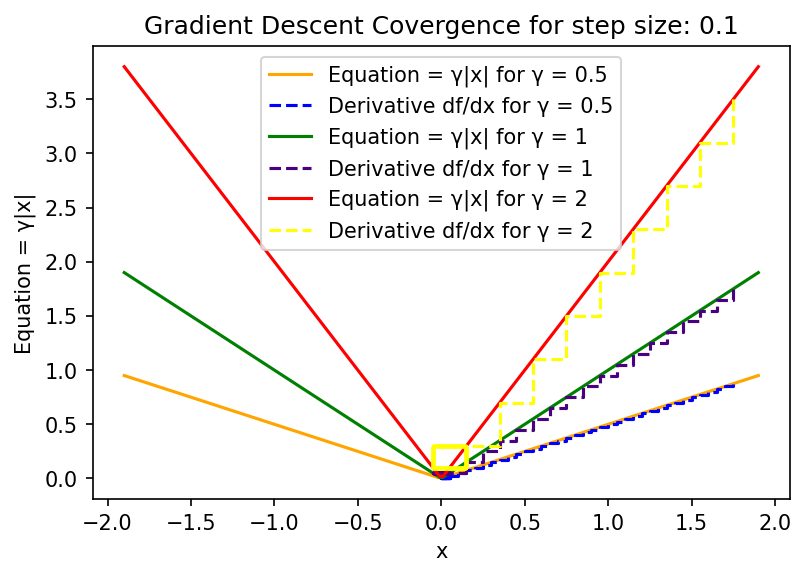 Gradient Descent Covergence for step size: 0.1
Equation = γ|x| for γ = 0.5
Derivative df/dx for γ = 0.5
Equation = γ|x| for γ = 1
Derivative df/dx for γ = 1
Equation = γ|x| for γ = 2
Derivative df/dx for γ = 2
Equation = γ|x|
3.5
3.0
2.5
2.0
1.5
1.0
0.5
0.0
−2.0 −1.5 −1.0 −0.5 0.0 0.5 1.0 1.5 2.0
x